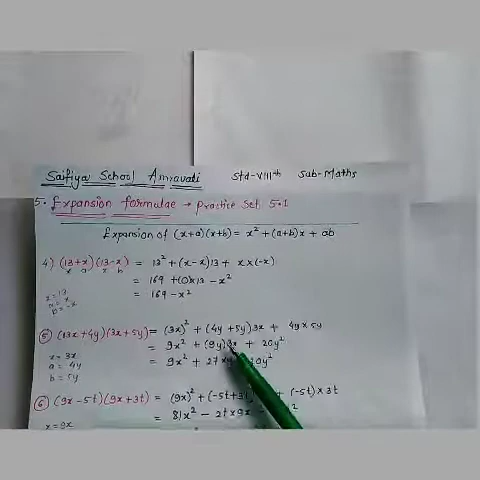 Saifiya School Amravati Std-VIIIth Sub-Maths
5. Expansion formulae → Practice Set 5.1
Expansion of (x+a)(x+b) = x² + (a+b)x + ab
4) (13+x)(13-x) = 13² + (x-x)13 + x×(-x)
x a x b
= 169 + (0)13 - x²
= 169 - x²
x = 13
a = x
b = -x
⑤ (13x+4y)(3x+5y) = (3x)² + (4y+5y)3x + 4y×5y
= 9x² + (9y)3x + 20y²
= 9x² + 27xy 20y²
x = 3x
a = 4y
b = 5y
⑥ (9x-5t)(9x+3t) = (9x)² + (-5t+3t) + (-5t)×3t
= 81x² - 2t×9x -
x = 9x